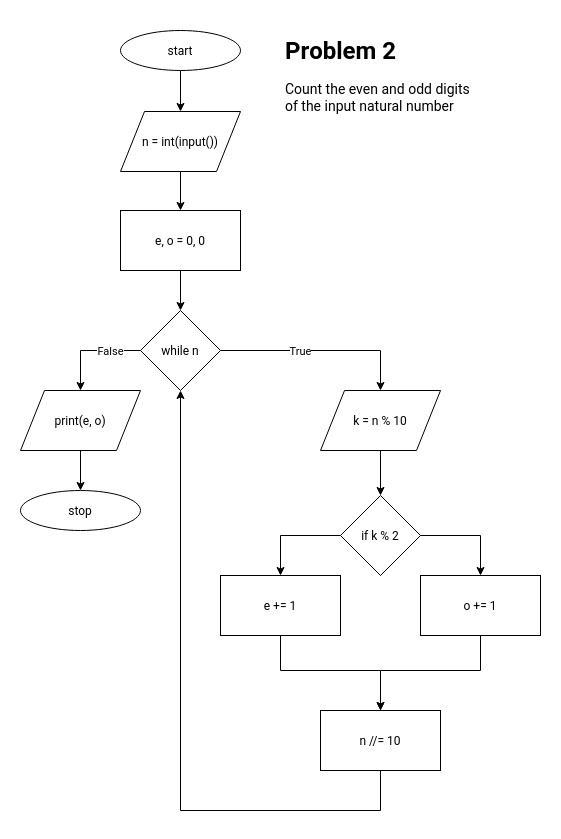 start
Problem 2
Count the even and odd digits
of the input natural number
n = int(input())
e, o = 0, 0
while n
False
True
print(e, o)
k = n % 10
stop
if k % 2
e += 1
o += 1
n //= 10